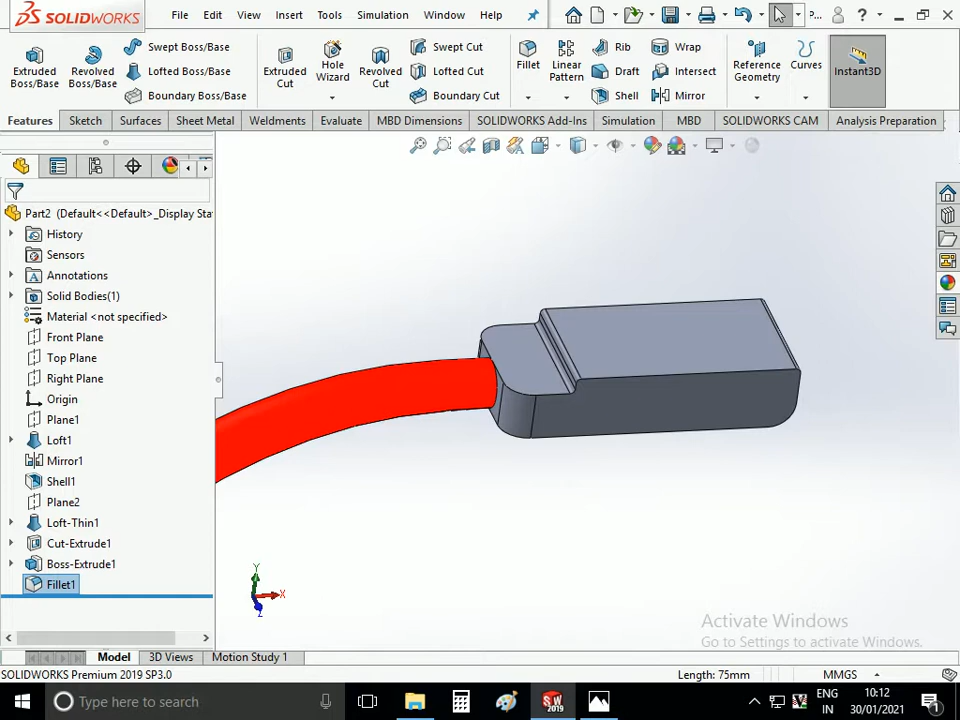 SOLIDWORKS File Edit View Insert Tools Simulation Window Help P... ?
Extruded Boss/Base
Revolved Boss/Base
Swept Boss/Base
Lofted Boss/Base
Boundary Boss/Base
Extruded Cut
Hole Wizard
Revolved Cut
Swept Cut
Lofted Cut
Boundary Cut
Fillet
Linear Pattern
Rib
Draft
Shell
Wrap
Intersect
Mirror
Reference Geometry
Curves
Instant3D
Features Sketch Surfaces Sheet Metal Weldments Evaluate MBD Dimensions SOLIDWORKS Add-Ins Simulation MBD SOLIDWORKS CAM Analysis Preparation
Part2 (Default<<Default>_Display Sta
History
Sensors
Annotations
Solid Bodies(1)
Material <not specified>
Front Plane
Top Plane
Right Plane
Origin
Plane1
Loft1
Mirror1
Shell1
Plane2
Loft-Thin1
Cut-Extrude1
Boss-Extrude1
Fillet1
Y
X
Z
Activate Windows
Go to Settings to activate Windows.
Model 3D Views Motion Study 1
SOLIDWORKS Premium 2019 SP3.0 Length: 75mm MMGS
Type here to search
SW 2019
ENG
IN
10:12
30/01/2021
1